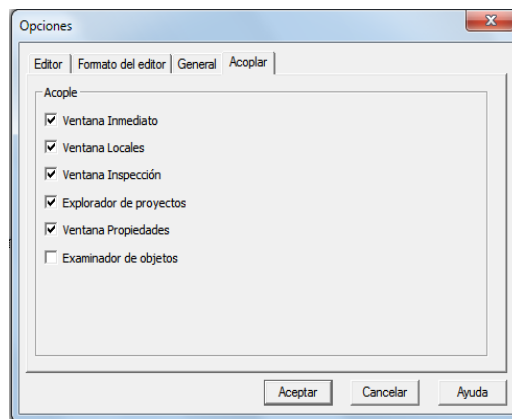 Opciones
Editor
Formato del editor
General
Acoplar
Acople
Ventana Inmediato
Ventana Locales
Ventana Inspección
Explorador de proyectos
Ventana Propiedades
Examinador de objetos
Aceptar
Cancelar
Ayuda